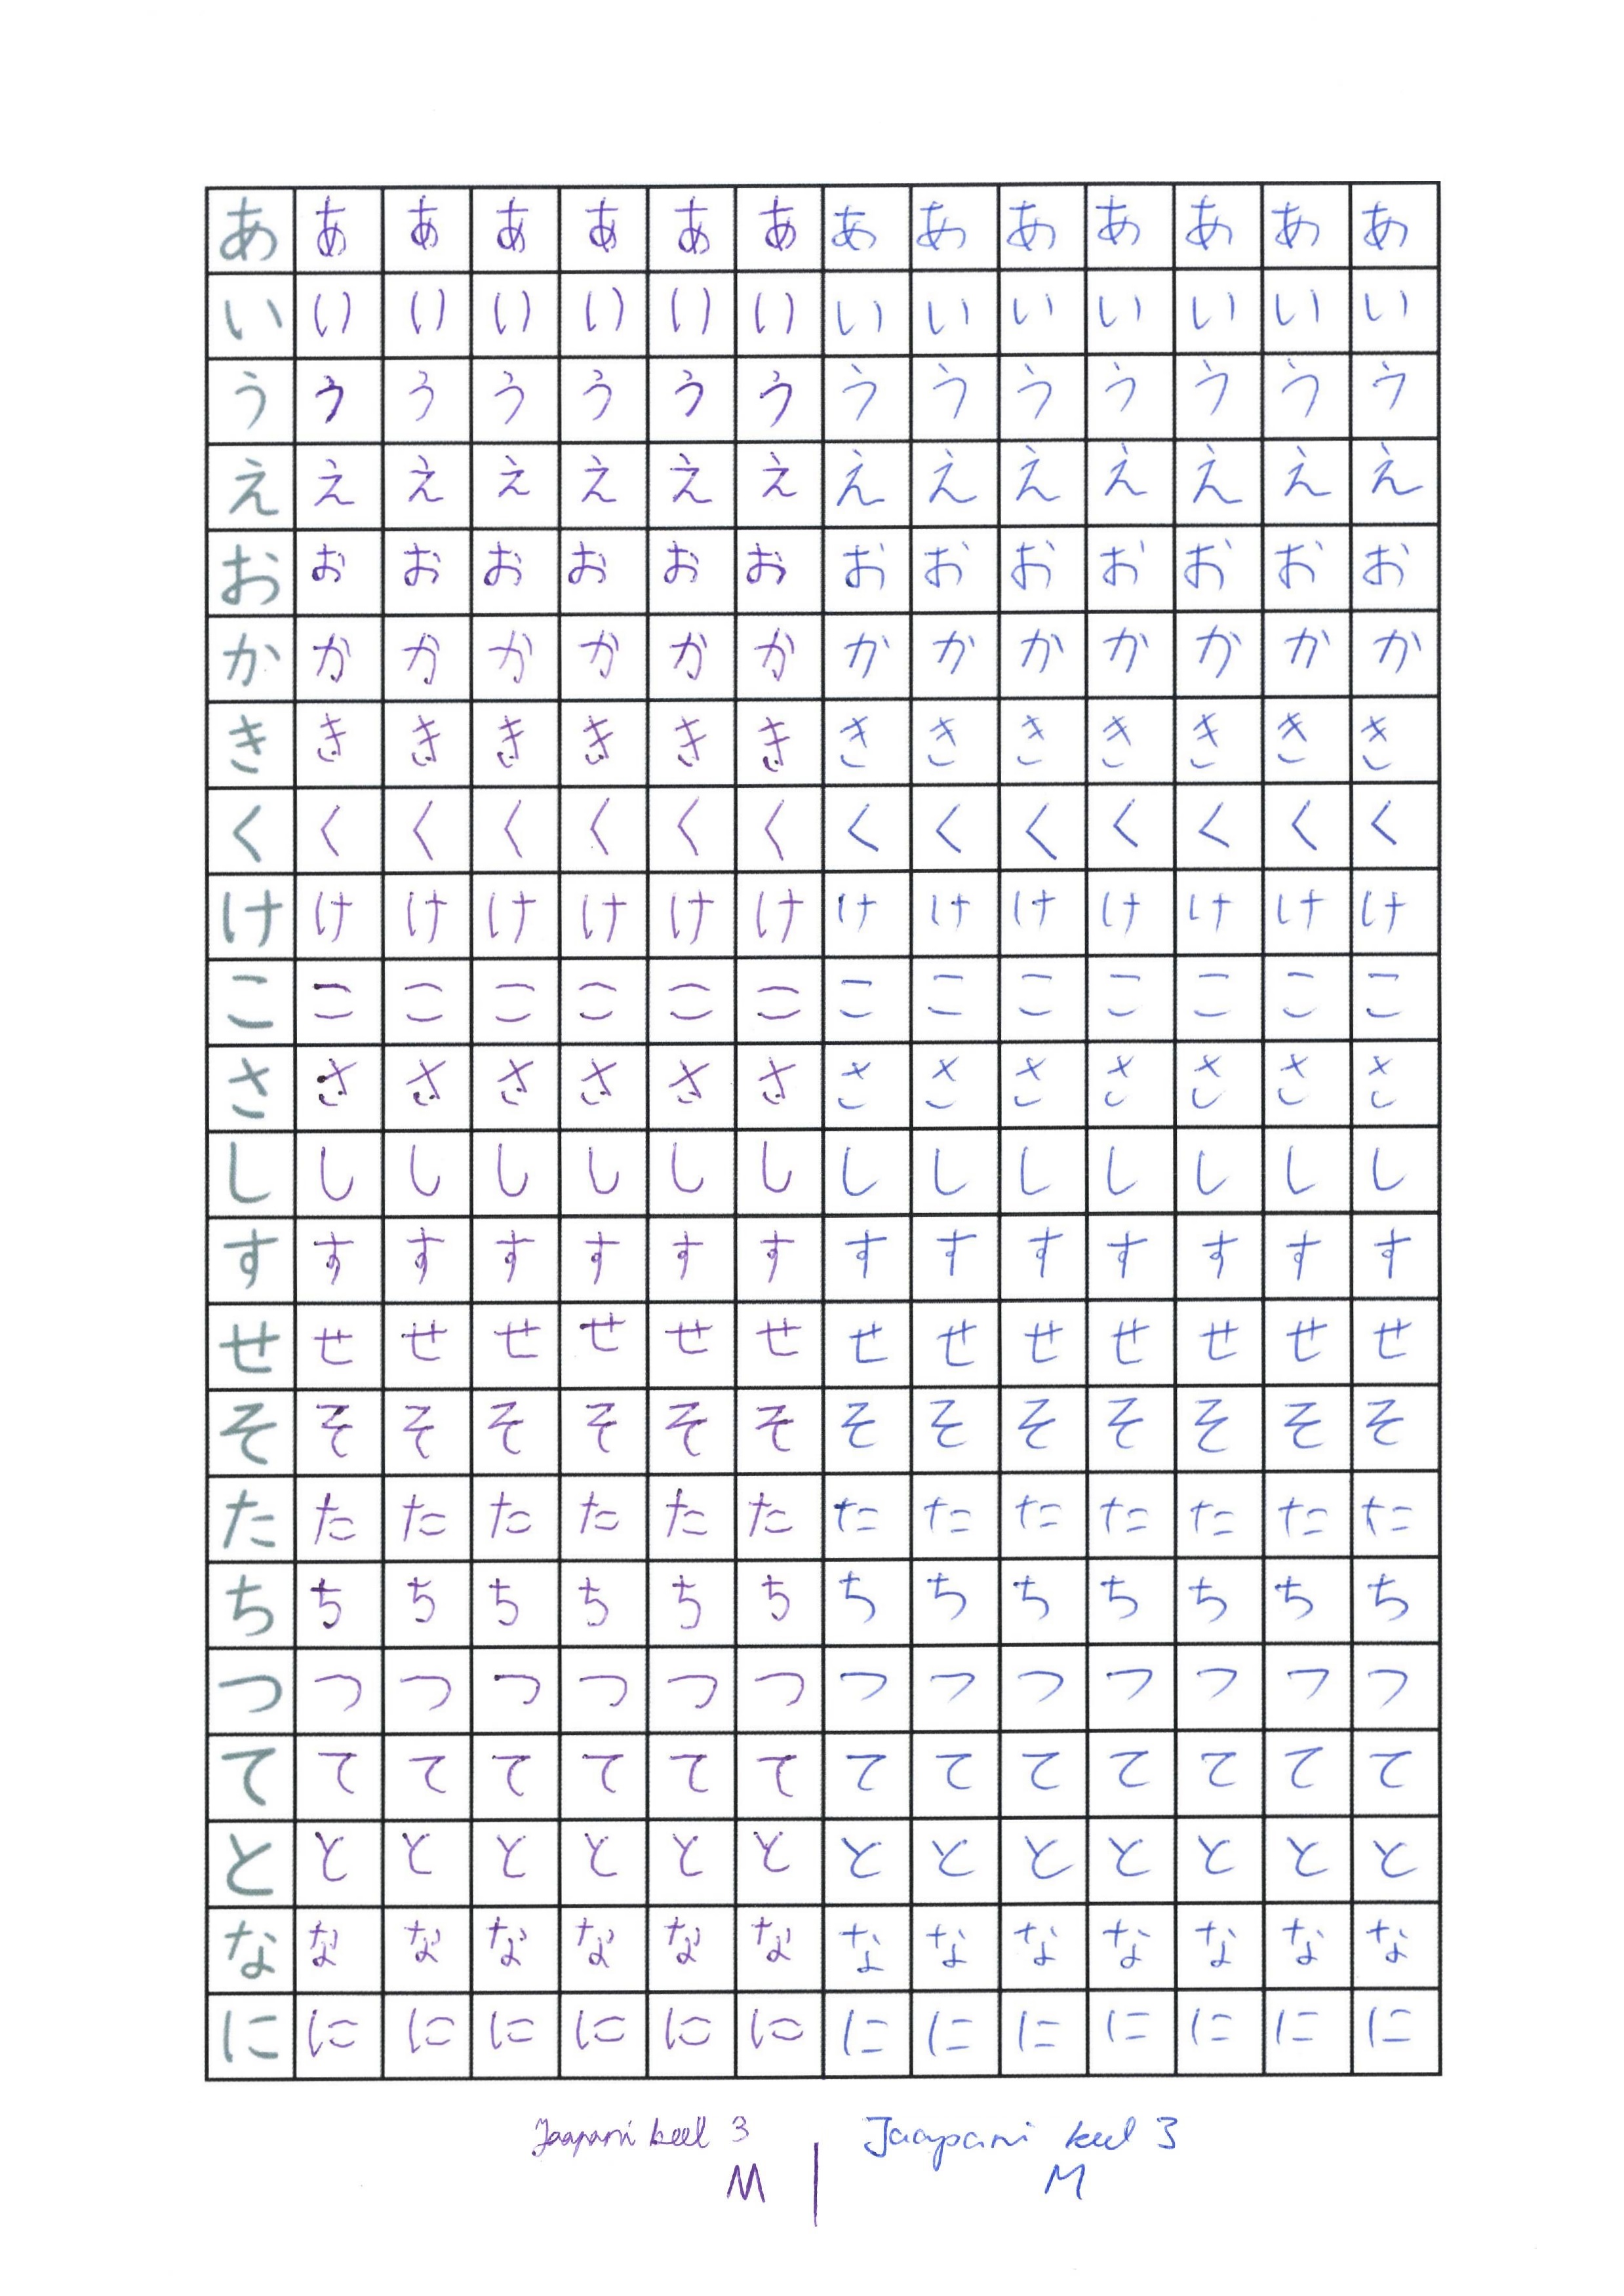 あ あ あ あ あ あ あ あ あ あ あ あ あ あ
い い い い い い い い い い い い い い
う う う う う う う う う う う う う う
え え え え え え え え え え え え え え
お お お お お お お お お お お お お お
か か か か か か か か か か か か か か
き き き き き き き き き き き き き き
く く く く く く く く く く く く く く
け け け け け け け け け け け け け け
こ こ こ こ こ こ こ こ こ こ こ こ こ こ
さ さ さ さ さ さ さ さ さ さ さ さ さ さ
し し し し し し し し し し し し し し
す す す す す す す す す す す す す す
せ せ せ せ せ せ せ せ せ せ せ せ せ せ
そ そ そ そ そ そ そ そ そ そ そ そ そ そ
た た た た た た た た た た た た た た
ち ち ち ち ち ち ち ち ち ち ち ち ち ち
つ つ つ つ つ つ つ つ つ つ つ つ つ つ
て て て て て て て て て て て て て て
と と と と と と と と と と と と と と
な な な な な な な な な な な な な な
に に に に に に に に に に に に に に
Jaapani keel 3 Jaapani keel 3
M M